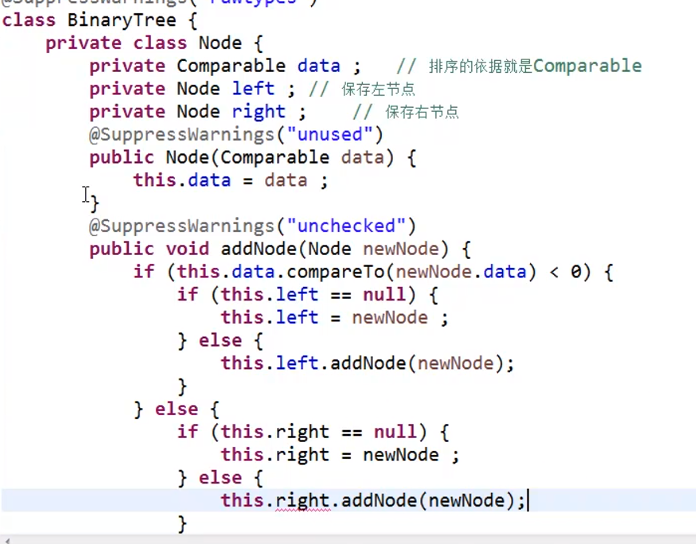 @SuppressWarnings("rawtypes")
class BinaryTree {
    private class Node {
        private Comparable data ;   // 排序的依据就是Comparable
        private Node left ; // 保存左节点
        private Node right ;    // 保存右节点
        @SuppressWarnings("unused")
        public Node(Comparable data) {
            this.data = data ;
        }
        @SuppressWarnings("unchecked")
        public void addNode(Node newNode) {
            if (this.data.compareTo(newNode.data) < 0) {
                if (this.left == null) {
                    this.left = newNode ;
                } else {
                    this.left.addNode(newNode);
                }
            } else {
                if (this.right == null) {
                    this.right = newNode ;
                } else {
                    this.right.addNode(newNode);
                }